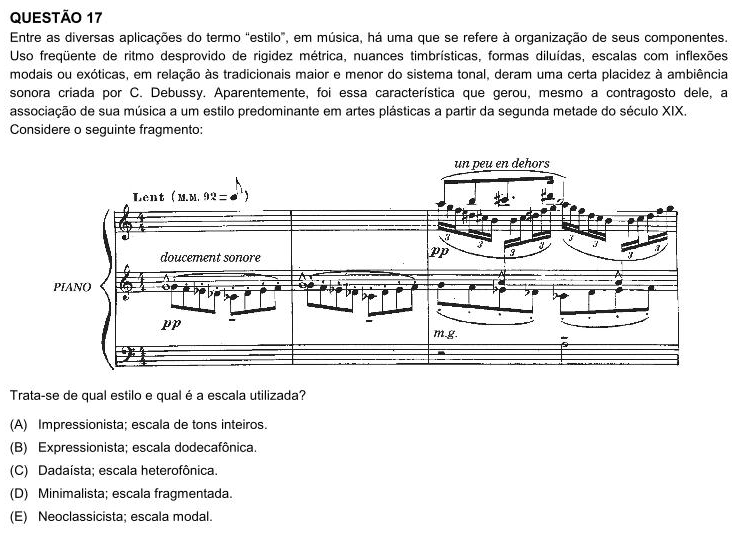 QUESTÃO 17
Entre as diversas aplicações do termo “estilo”, em música, há uma que se refere à organização de seus componentes.
Uso freqüente de ritmo desprovido de rigidez métrica, nuances timbrísticas, formas diluídas, escalas com inflexões
modais ou exóticas, em relação às tradicionais maior e menor do sistema tonal, deram uma certa placidez à ambiência
sonora criada por C. Debussy. Aparentemente, foi essa característica que gerou, mesmo a contragosto dele, a
associação de sua música a um estilo predominante em artes plásticas a partir da segunda metade do século XIX.
Considere o seguinte fragmento:
un peu en dehors
Lent (M.M. 92 = ♪)
doucement sonore
PIANO
pp
pp
m.g.
3 3 3 3 3 3 3 3
Trata-se de qual estilo e qual é a escala utilizada?
(A) Impressionista; escala de tons inteiros.
(B) Expressionista; escala dodecafônica.
(C) Dadaísta; escala heterofônica.
(D) Minimalista; escala fragmentada.
(E) Neoclassicista; escala modal.